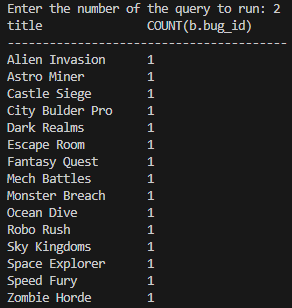 Enter the number of the query to run: 2
title COUNT(b.bug_id)
----------------------------------------
Alien Invasion 1
Astro Miner 1
Castle Siege 1
City Bulder Pro 1
Dark Realms 1
Escape Room 1
Fantasy Quest 1
Mech Battles 1
Monster Breach 1
Ocean Dive 1
Robo Rush 1
Sky Kingdoms 1
Space Explorer 1
Speed Fury 1
Zombie Horde 1